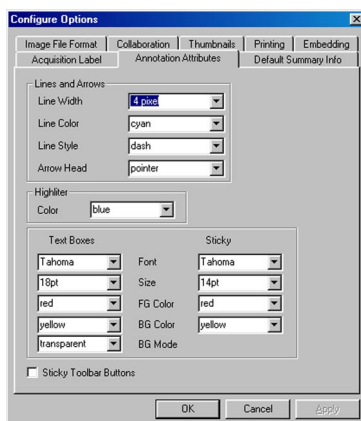 Configure Options
Image File Format Collaboration Thumbnails Printing Embedding
Acquisition Label Annotation Attributes Default Summary Info
Lines and Arrows
Line Width 4 pixel
Line Color cyan
Line Style dash
Arrow Head pointer
Highliter
Color blue
Text Boxes Sticky
Tahoma Font Tahoma
18pt Size 14pt
red FG Color red
yellow BG Color yellow
transparent BG Mode
Sticky Toolbar Buttons
OK Cancel Apply